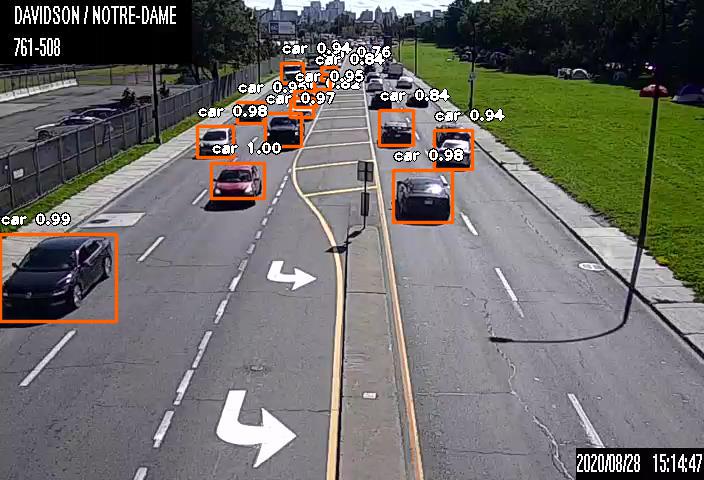 DAVIDSON / NOTRE-DAME
761-508
car 0.94
0.76
car 0.84
car 0.95
car 0.97
car 0.98
car 0.84
car 0.94
car 1.00
car 0.98
car 0.99
2020/08/28 15:14:47